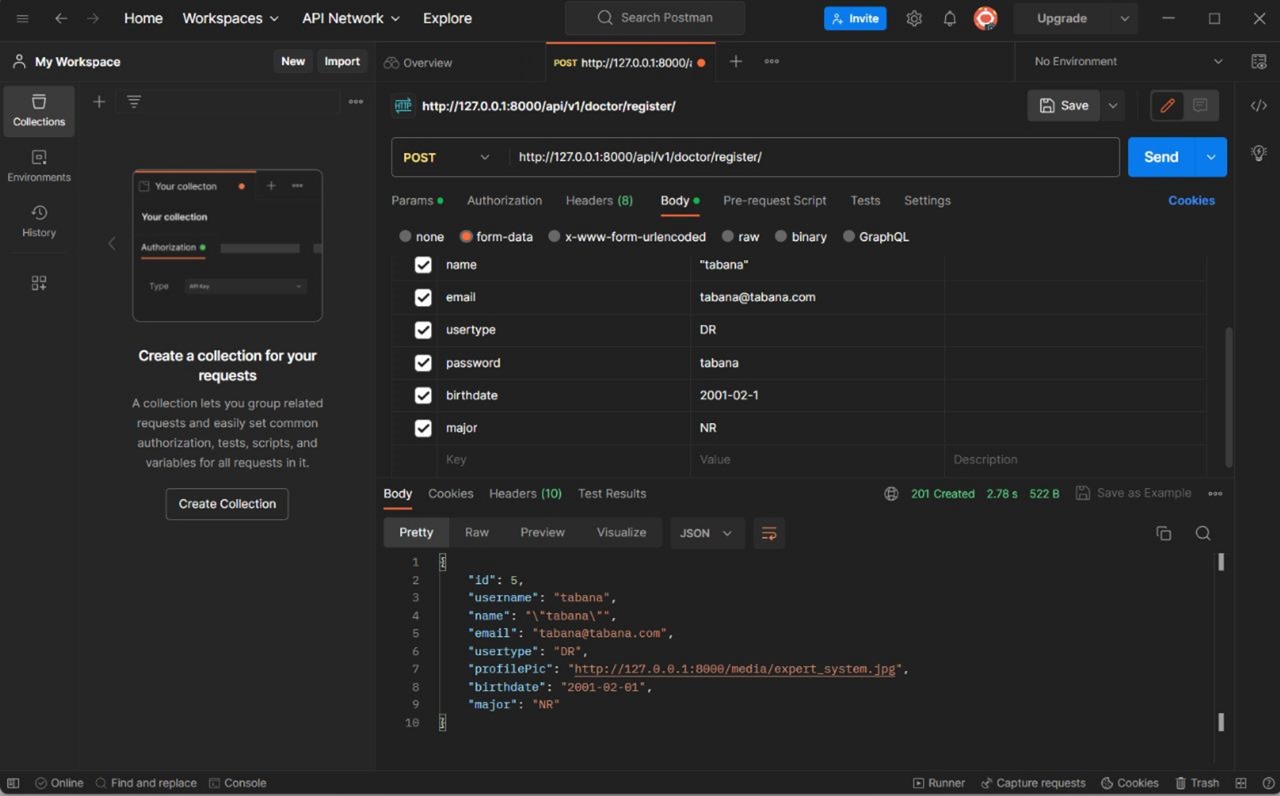 Home Workspaces API Network Explore Search Postman Invite Upgrade
My Workspace New Import Overview POST http://127.0.0.1:8000/a No Environment
Collections
Environments
History
Your collecton
Your collection
Authorization
Type API Key
Create a collection for your
requests
A collection lets you group related
requests and easily set common
authorization, tests, scripts, and
variables for all requests in it.
Create Collection
HTTP http://127.0.0.1:8000/api/v1/doctor/register/ Save
POST http://127.0.0.1:8000/api/v1/doctor/register/ Send
Params Authorization Headers (8) Body Pre-request Script Tests Settings Cookies
none form-data x-www-form-urlencoded raw binary GraphQL
name "tabana"
email tabana@tabana.com
usertype DR
password tabana
birthdate 2001-02-1
major NR
Key Value Description
Body Cookies Headers (10) Test Results 201 Created 2.78 s 522 B Save as Example
Pretty Raw Preview Visualize JSON
1 {
2 "id": 5,
3 "username": "tabana",
4 "name": "\"tabana\"",
5 "email": "tabana@tabana.com",
6 "usertype": "DR",
7 "profilePic": "http://127.0.0.1:8000/media/expert_system.jpg",
8 "birthdate": "2001-02-01",
9 "major": "NR"
10 }
Online Find and replace Console Runner Capture requests Cookies Trash